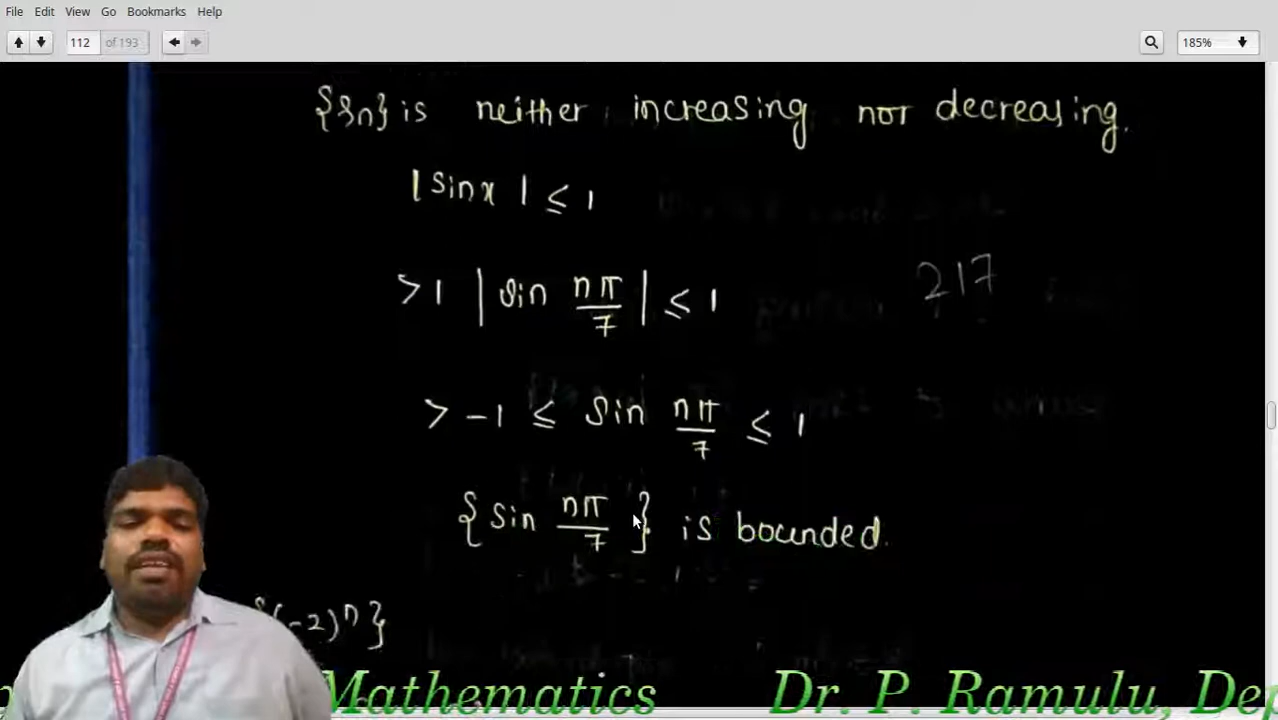 File Edit View Go Bookmarks Help
112 of 193 185%
{sn} is neither increasing nor decreasing.
|sin x| ≤ 1
> 1 |sin nπ/7| ≤ 1
217
> -1 ≤ sin nπ/7 ≤ 1
{sin nπ/7} is bounded.
(-2)ⁿ}
Mathematics Dr. P. Ramulu, Dep